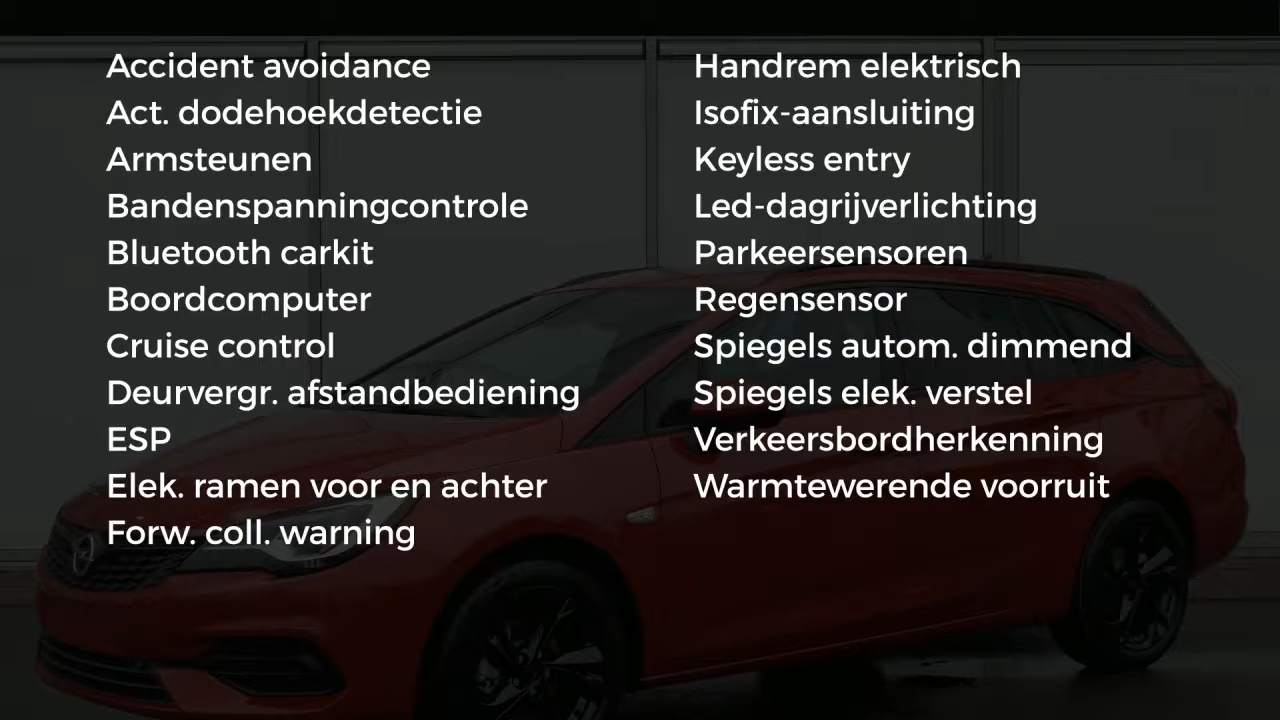 Accident avoidance
Act. dodehoekdetectie
Armsteunen
Bandenspanningcontrole
Bluetooth carkit
Boordcomputer
Cruise control
Deurvergr. afstandbediening
ESP
Elek. ramen voor en achter
Forw. coll. warning
Handrem elektrisch
Isofix-aansluiting
Keyless entry
Led-dagrijverlichting
Parkeersensoren
Regensensor
Spiegels autom. dimmend
Spiegels elek. verstel
Verkeersbordherkenning
Warmtewerende voorruit